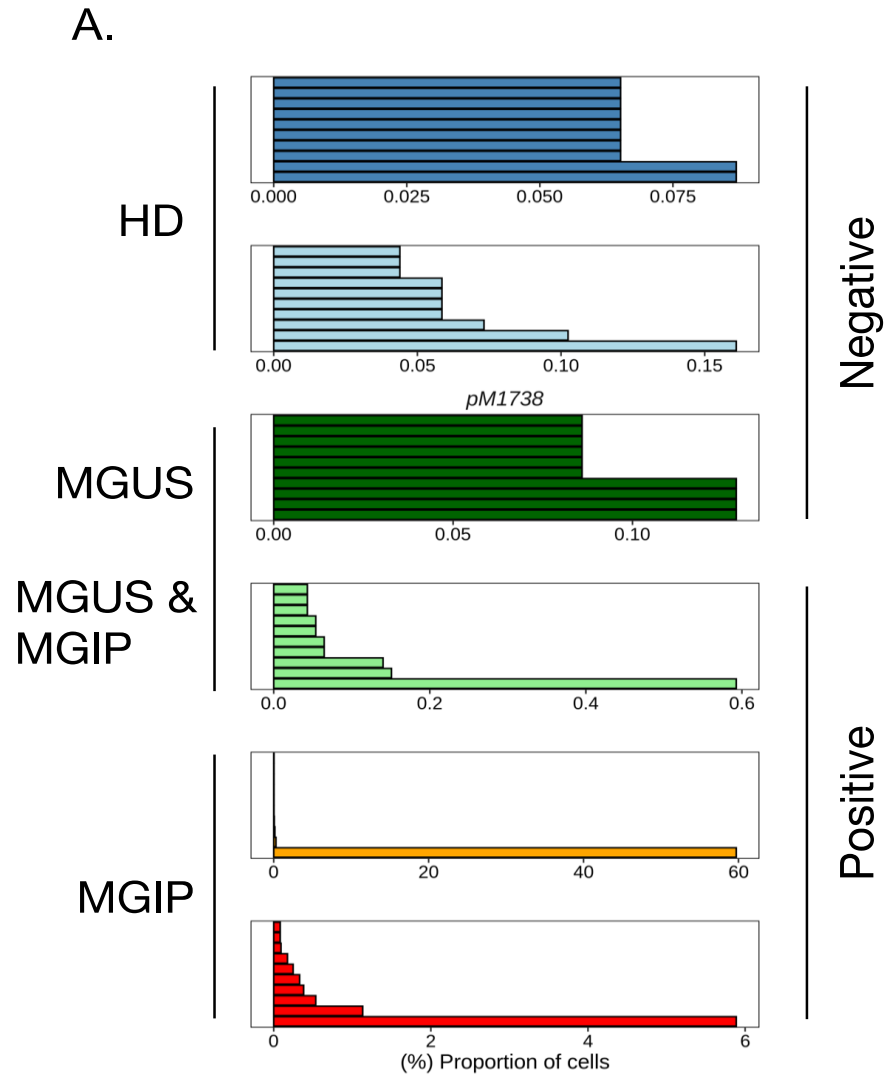 A.
HD
0.000 0.025 0.050 0.075
0.00 0.05 0.10 0.15
Negative
pM1738
MGUS
0.00 0.05 0.10
MGUS &
MGIP
0.0 0.2 0.4 0.6
Positive
0 20 40 60
MGIP
0 2 4 6
(%) Proportion of cells